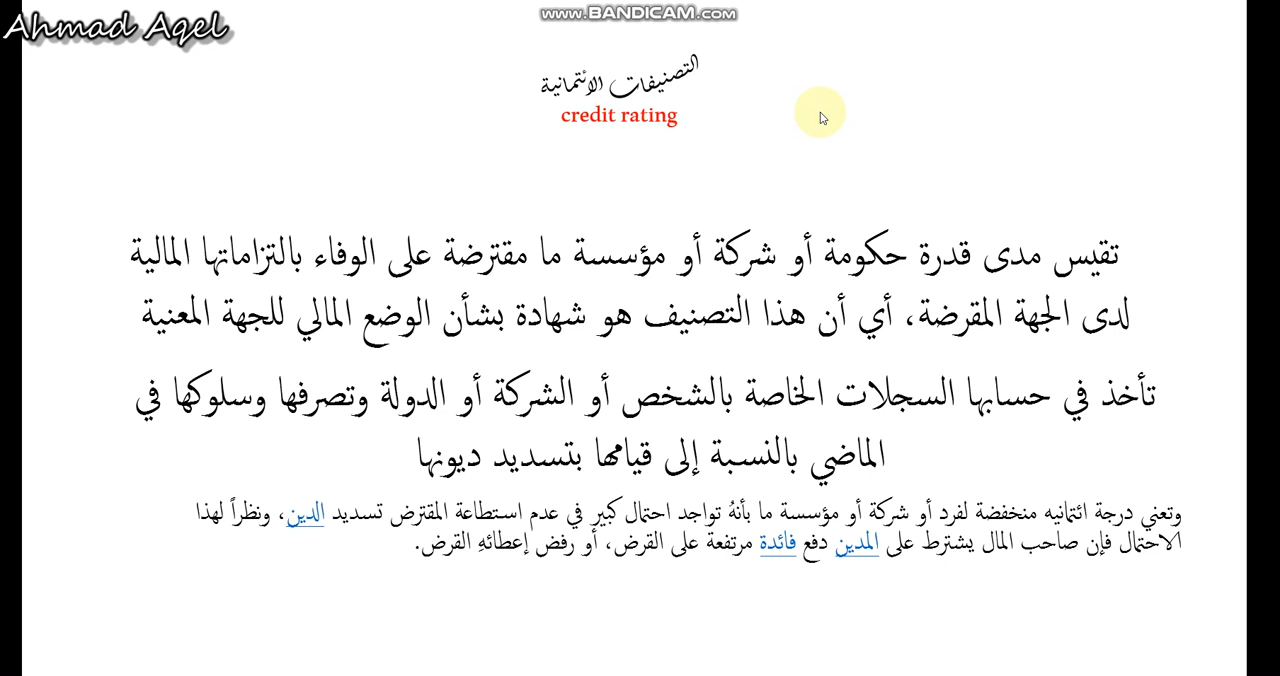 Ahmad Aqel
www.BANDICAM.com
التصنيفات الائتمانية
credit rating
تقيس مدى قدرة حكومة أو شركة أو مؤسسة ما مقترضة على الوفاء بالتزاماتها المالية
لدى الجهة المقرضة، أي أن هذا التصنيف هو شهادة بشأن الوضع المالي للجهة المعنية
تأخذ في حسابها السجلات الخاصة بالشخص أو الشركة أو الدولة وتصرفها وسلوكها في
الماضي بالنسبة إلى قيامها بتسديد ديونها
وتعني درجة ائتمانيه منخفضة لفرد أو شركة أو مؤسسة ما بأنهُ تواجد احتمال كبير في عدم استطاعة المقترض تسديد الدين، ونظراً لهذا
الاحتمال فإن صاحب المال يشترط على المدين دفع فائدة مرتفعة على القرض، أو رفض إعطائهِ القرض.